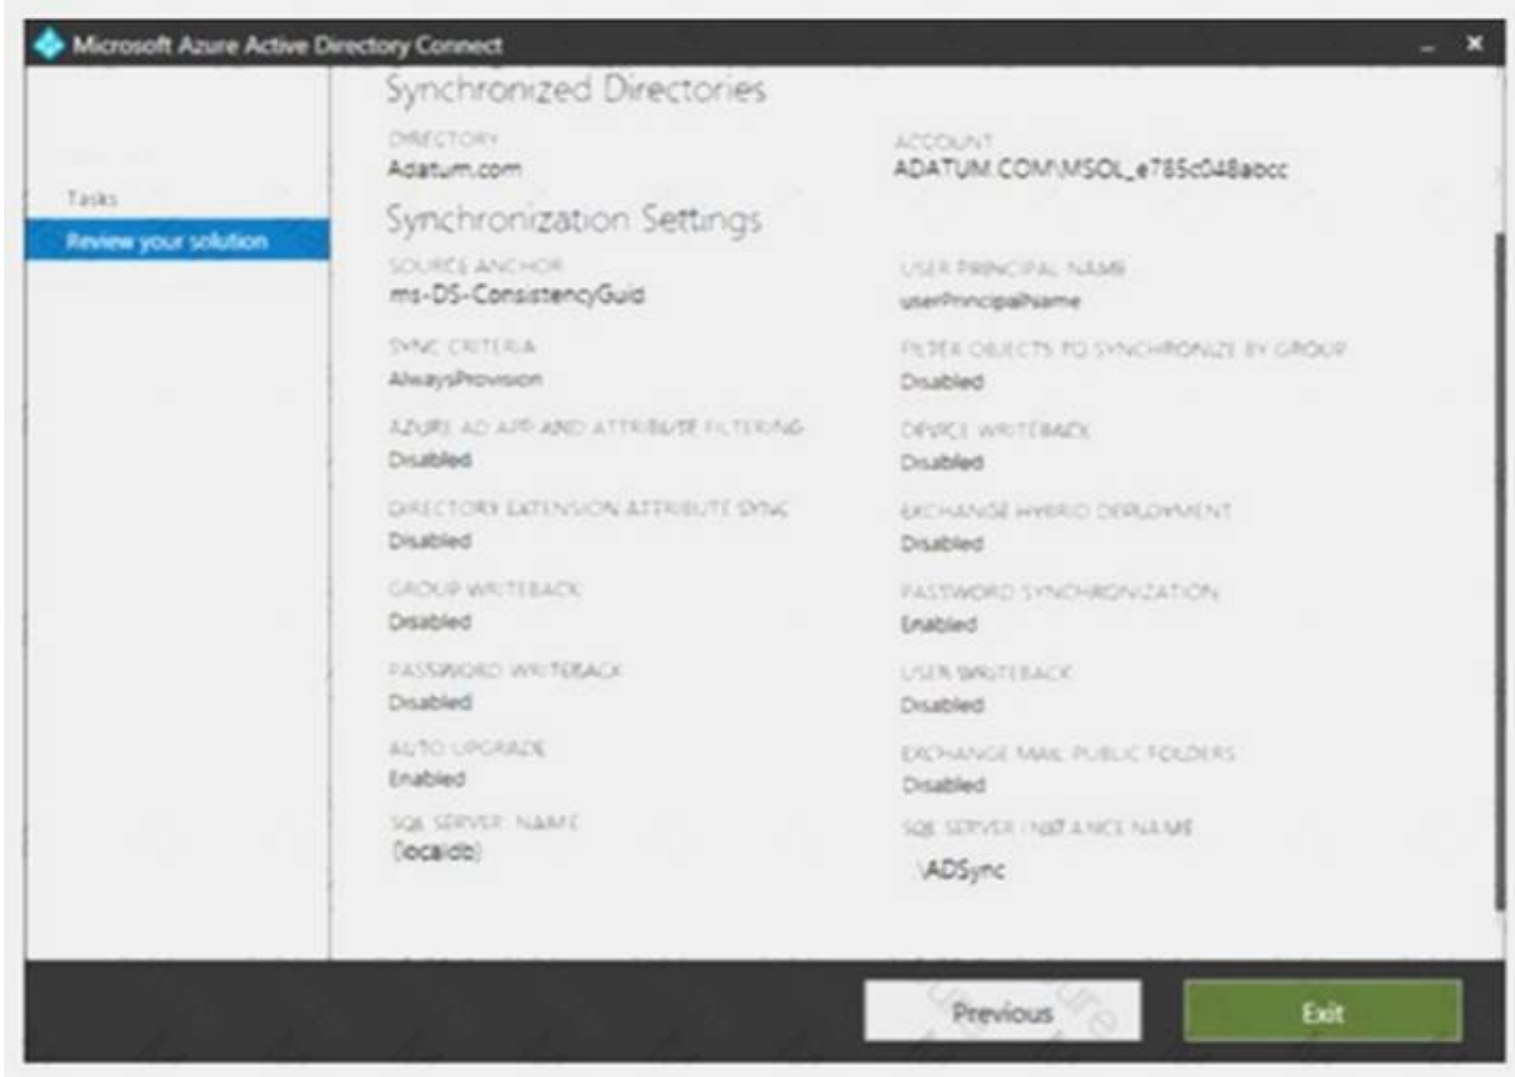 Microsoft Azure Active Directory Connect
Tasks
Review your solution
Synchronized Directories
DIRECTORY
Adatum.com
ACCOUNT
ADATUM.COM\MSOL_e785c048abcc
Synchronization Settings
SOURCE ANCHOR
ms-DS-ConsistencyGuid
USER PRINCIPAL NAME
userPrincipalName
SYNC CRITERIA
AlwaysProvision
FILTER OBJECTS TO SYNCHRONIZE BY GROUP
Disabled
AZURE AD APP AND ATTRIBUTE FILTERING
Disabled
DEVICE WRITEBACK
Disabled
DIRECTORY EXTENSION ATTRIBUTE SYNC
Disabled
EXCHANGE HYBRID DEPLOYMENT
Disabled
GROUP WRITEBACK
Disabled
PASSWORD SYNCHRONIZATION
Enabled
PASSWORD WRITEBACK
Disabled
USER WRITEBACK
Disabled
AUTO UPGRADE
Enabled
EXCHANGE MAIL PUBLIC FOLDERS
Disabled
SQL SERVER NAME
(localdb)
SQL SERVER INSTANCE NAME
.\ADSync
Previous
Exit